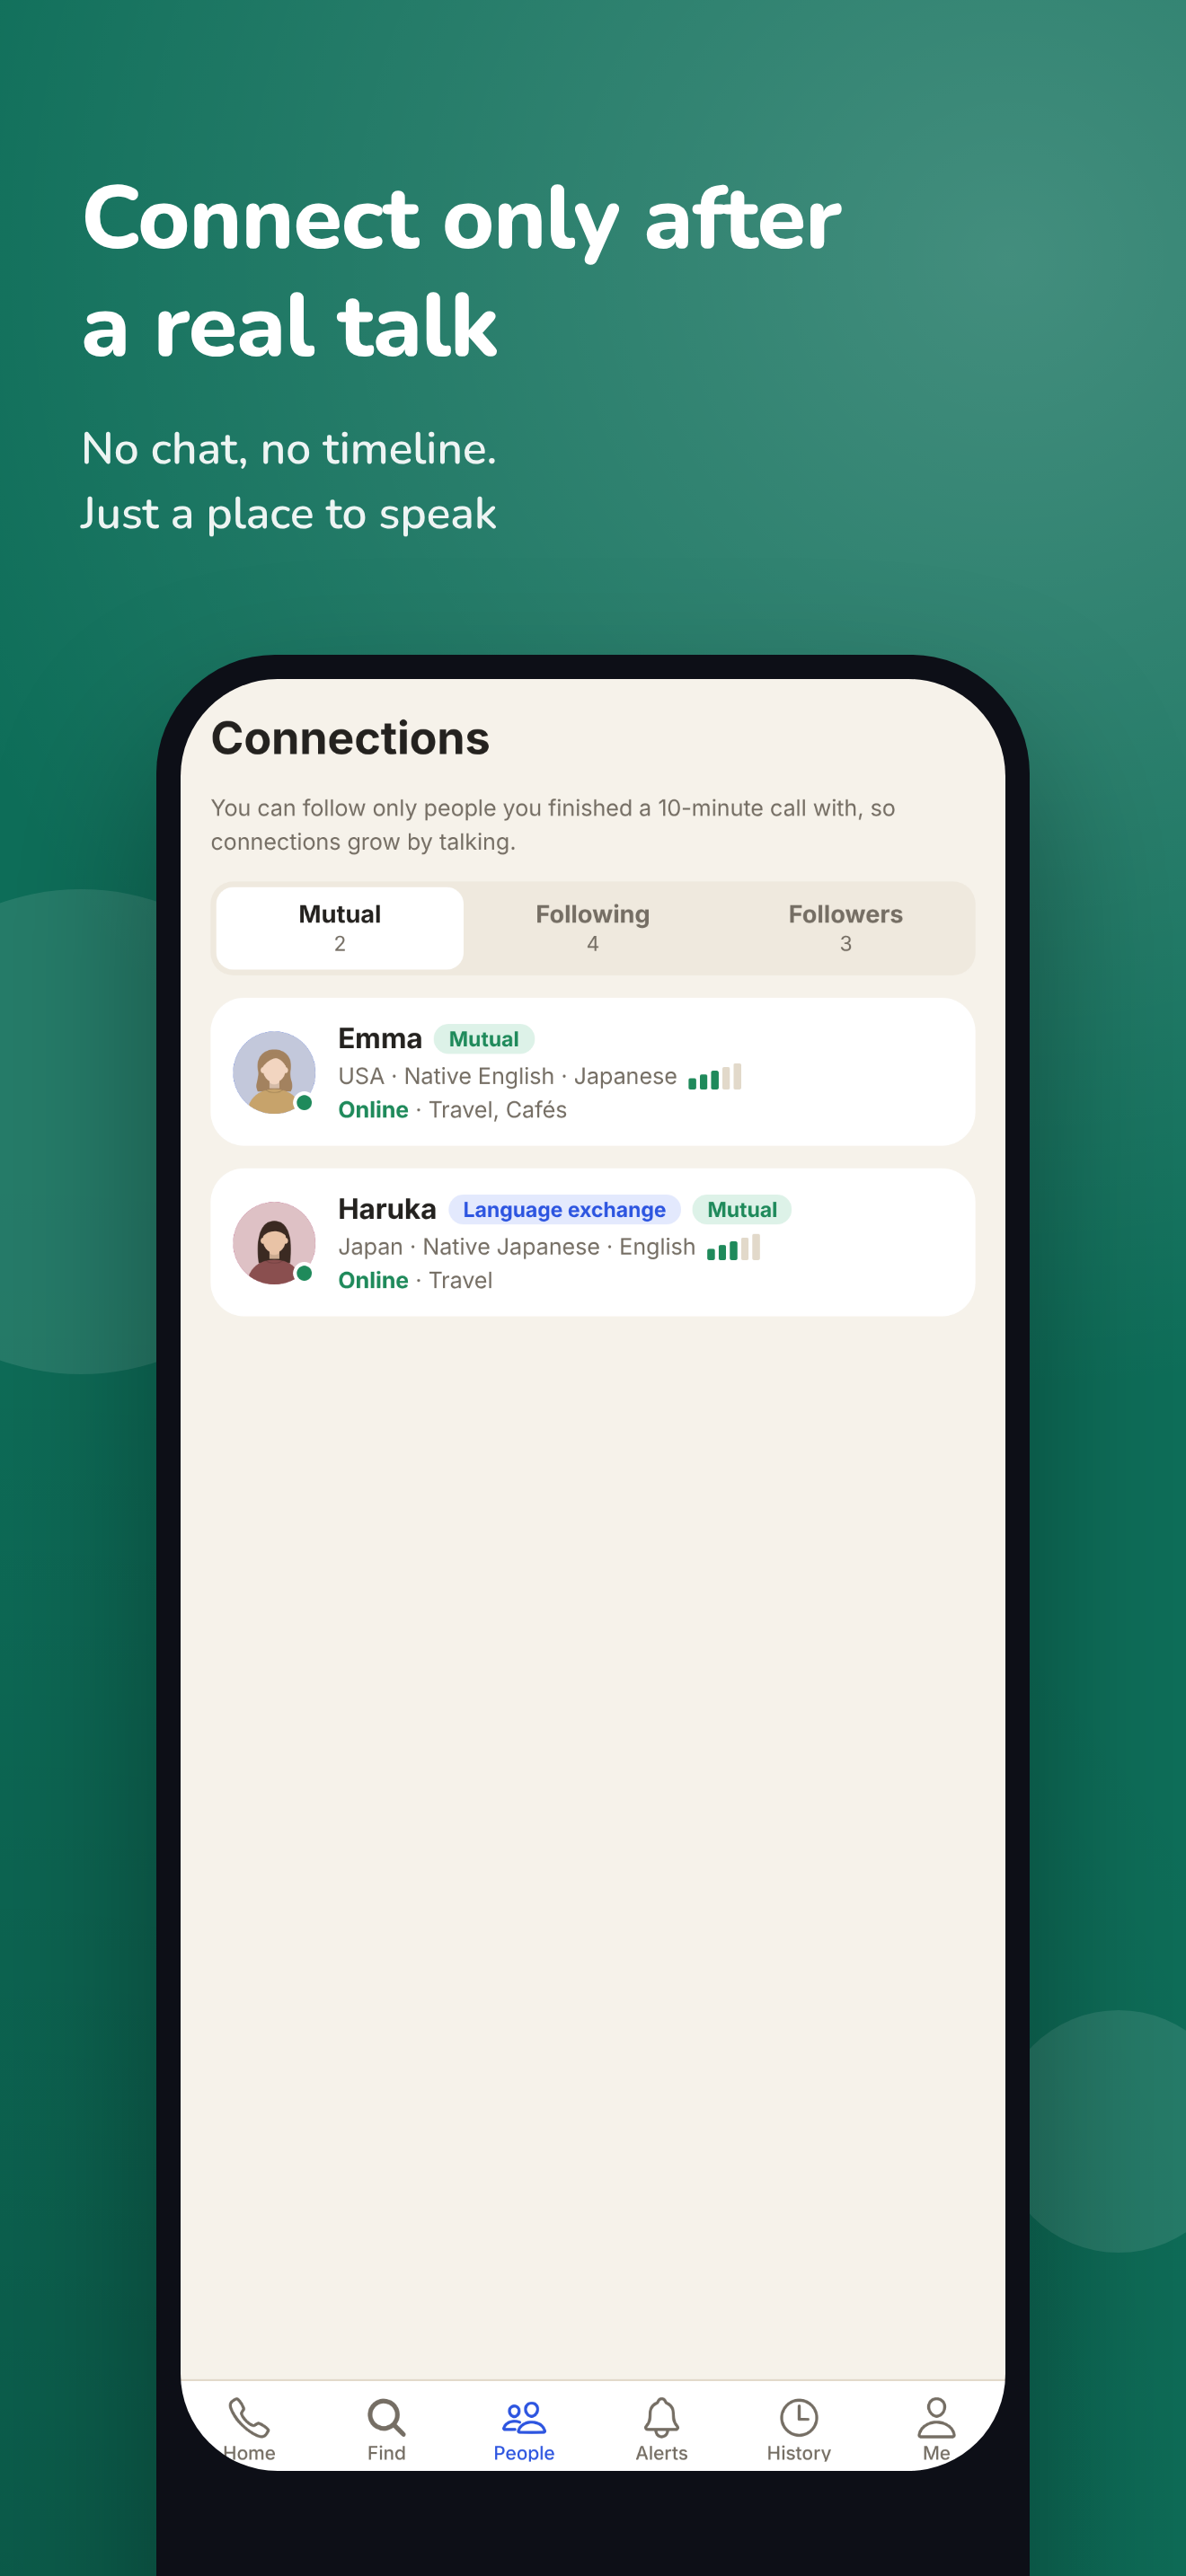 Connect only after
a real talk
No chat, no timeline.
Just a place to speak
Connections
You can follow only people you finished a 10-minute call with, so
connections grow by talking.
Mutual
2
Following
4
Followers
3
Emma Mutual
USA · Native English · Japanese
Online · Travel, Cafés
Haruka Language exchange Mutual
Japan · Native Japanese · English
Online · Travel
Home
Find
People
Alerts
History
Me